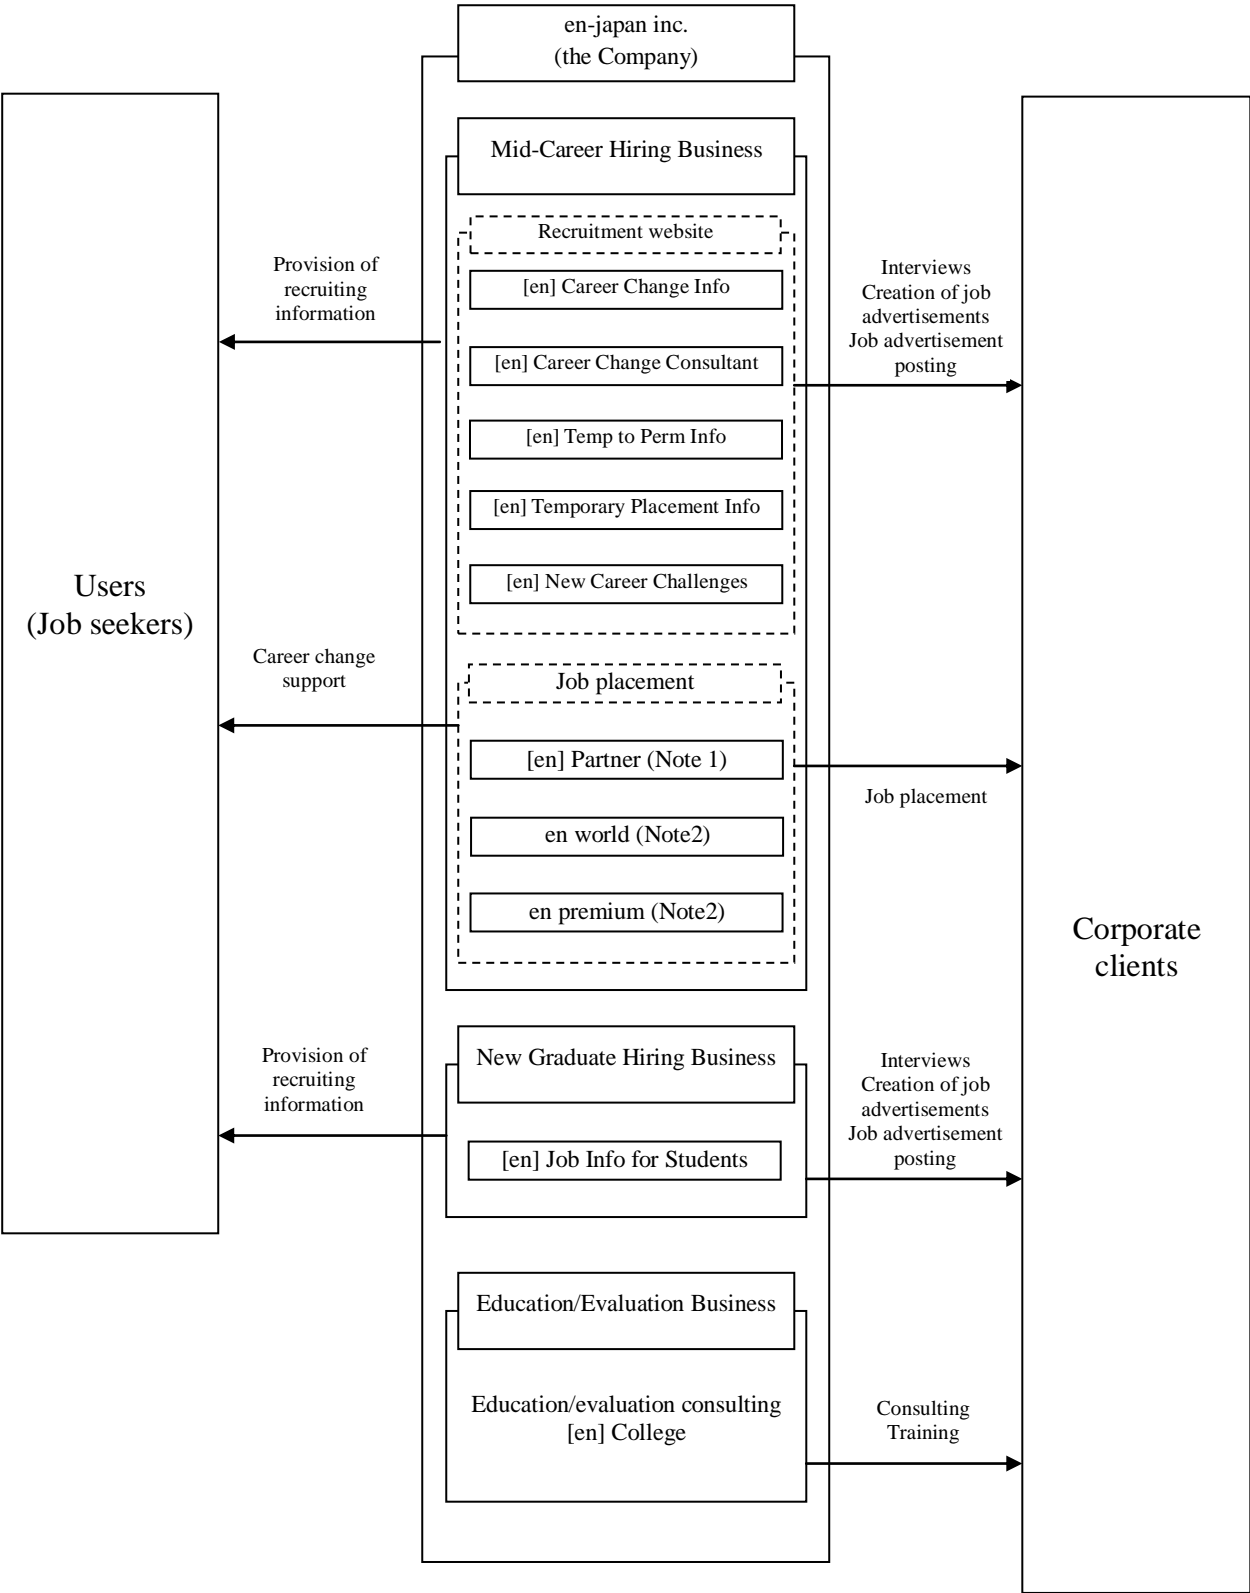 en-japan inc.
(the Company)
Mid-Career Hiring Business
Recruitment website
Provision of
recruiting
information
[en] Career Change Info
Interviews
Creation of job
advertisements
Job advertisement
posting
[en] Career Change Consultant
[en] Temp to Perm Info
[en] Temporary Placement Info
[en] New Career Challenges
Users
(Job seekers)
Career change
support
Job placement
[en] Partner (Note 1)
Job placement
en world (Note2)
en premium (Note2)
Corporate
clients
Provision of
recruiting
information
New Graduate Hiring Business
Interviews
Creation of job
advertisements
Job advertisement
posting
[en] Job Info for Students
Education/Evaluation Business
Education/evaluation consulting
[en] College
Consulting
Training